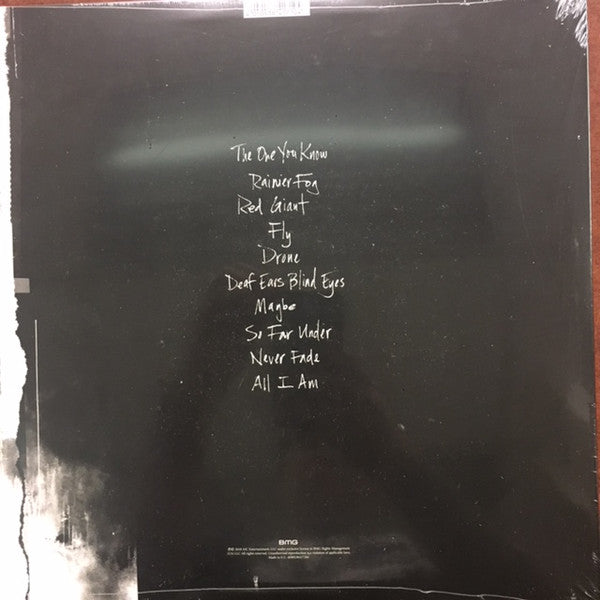 The One You Know
Rainier Fog
Red Giant
Fly
Drone
Deaf Ears Blind Eyes
Maybe
So Far Under
Never Fade
All I Am
BMG